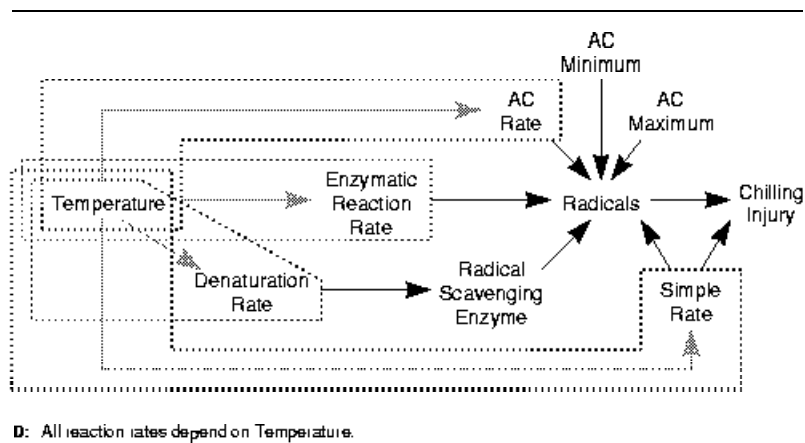 AC
Minimum
AC
Rate
AC
Maximum
Temperature
Enzymatic
Reaction
Rate
Radicals
Chilling
Injury
Denaturation
Rate
Radical
Scavenging
Enzyme
Simple
Rate
D: All reaction rates depend on Temperature.